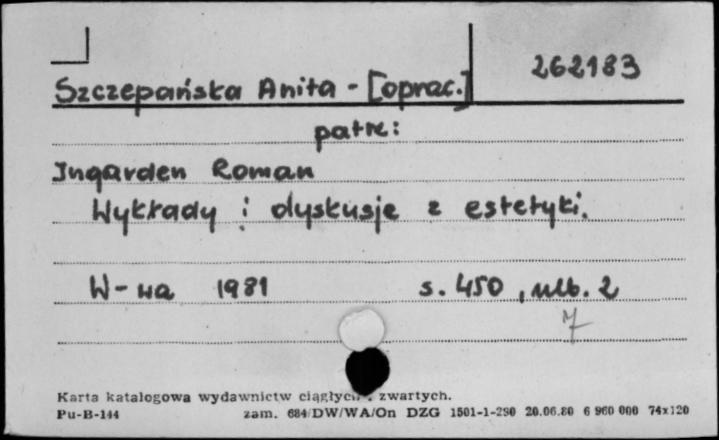 262183
Szczepańska Anita - [oprac.]
patrz:
Ingarden Roman
Wykłady i dyskusje z estetyki.
W-wa 1981 s. 450, nlb. 2
7
Karta katalogowa wydawnictw ciągłych i zwartych.
Pu-B-144 zam. 684/DW/WA/On DZG 1501-1-290 20.06.80 6 960 000 74x120